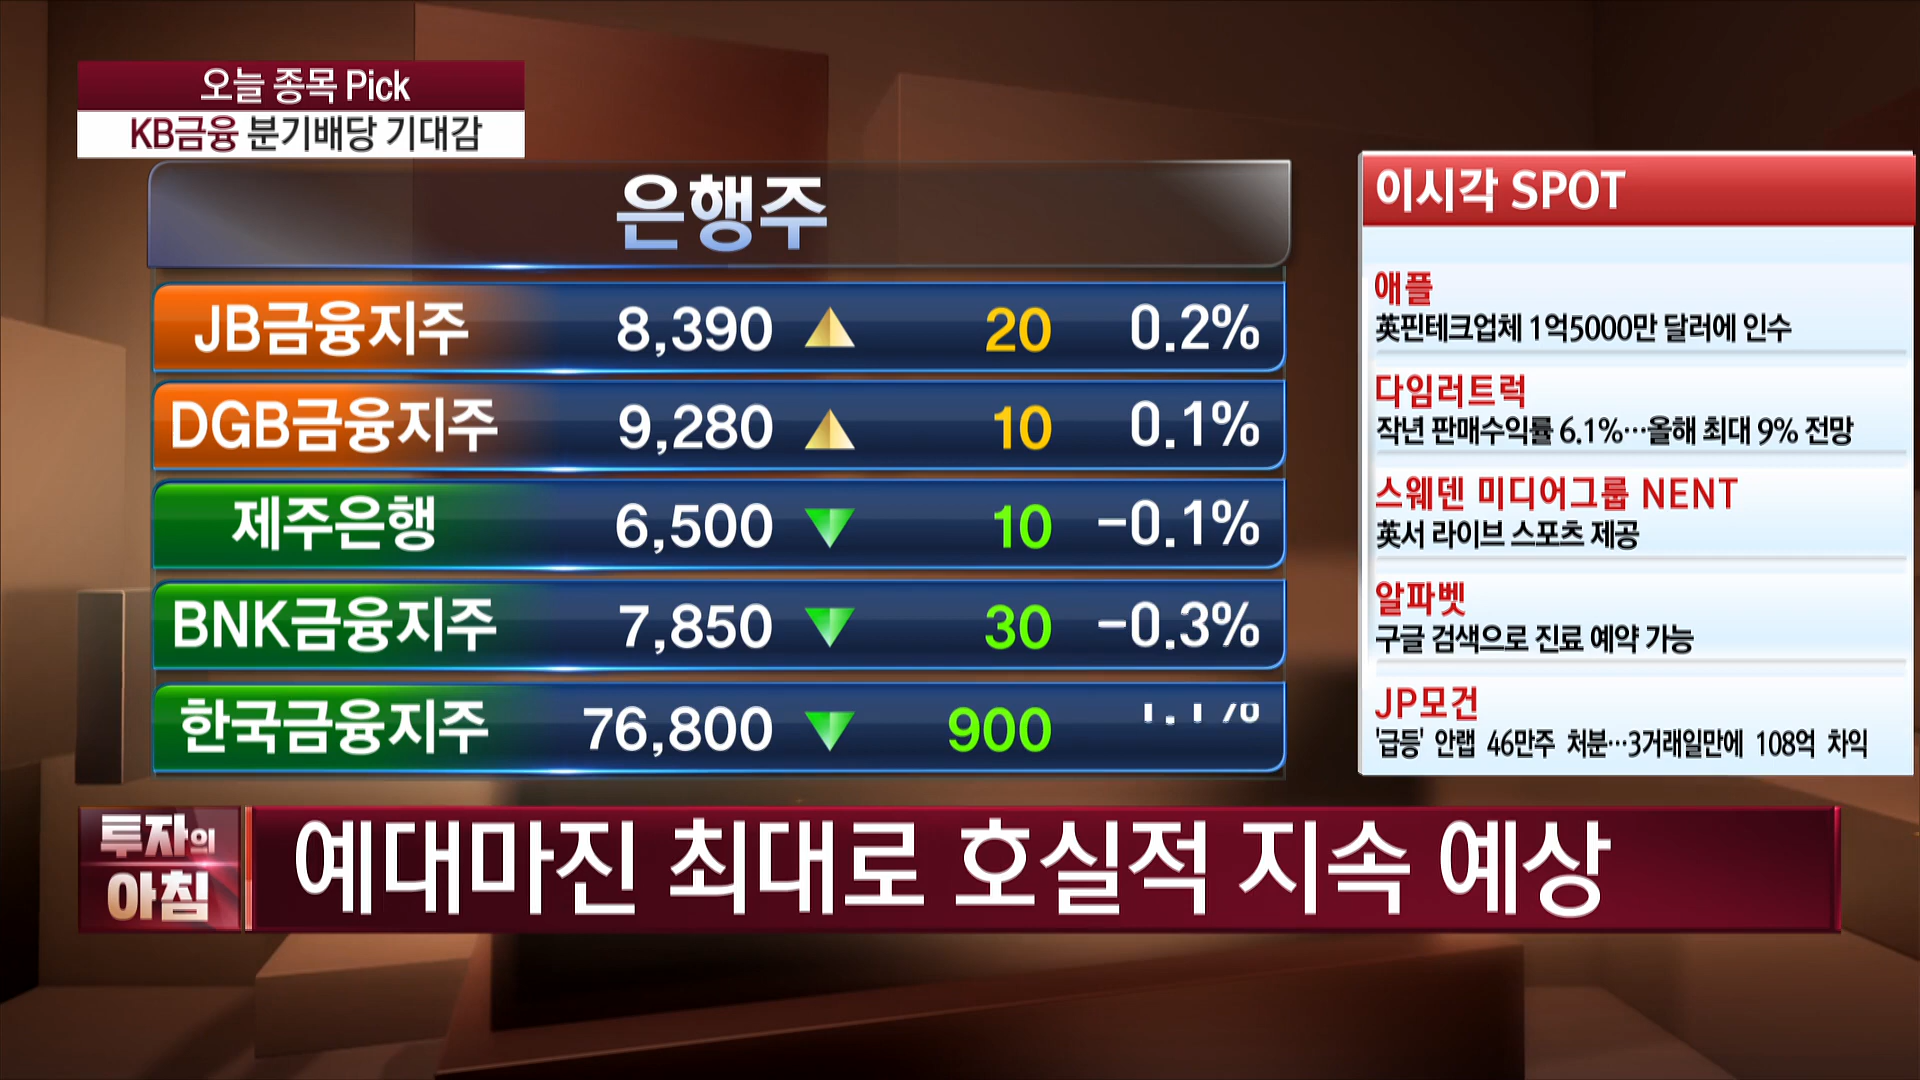 오늘 종목 Pick
KB금융 분기배당 기대감
은행주
JB금융지주 8,390 ▲ 20 0.2%
DGB금융지주 9,280 ▲ 10 0.1%
제주은행 6,500 ▼ 10 -0.1%
BNK금융지주 7,850 ▼ 30 -0.3%
한국금융지주 76,800 ▼ 900
이시각 SPOT
애플
英핀테크업체 1억5000만 달러에 인수
다임러트럭
작년 판매수익률 6.1%…올해 최대 9% 전망
스웨덴 미디어그룹 NENT
英서 라이브 스포츠 제공
알파벳
구글 검색으로 진료 예약 가능
JP모건
'급등' 안랩 46만주 처분…3거래일만에 108억 차익
투자의
아침
예대마진 최대로 호실적 지속 예상